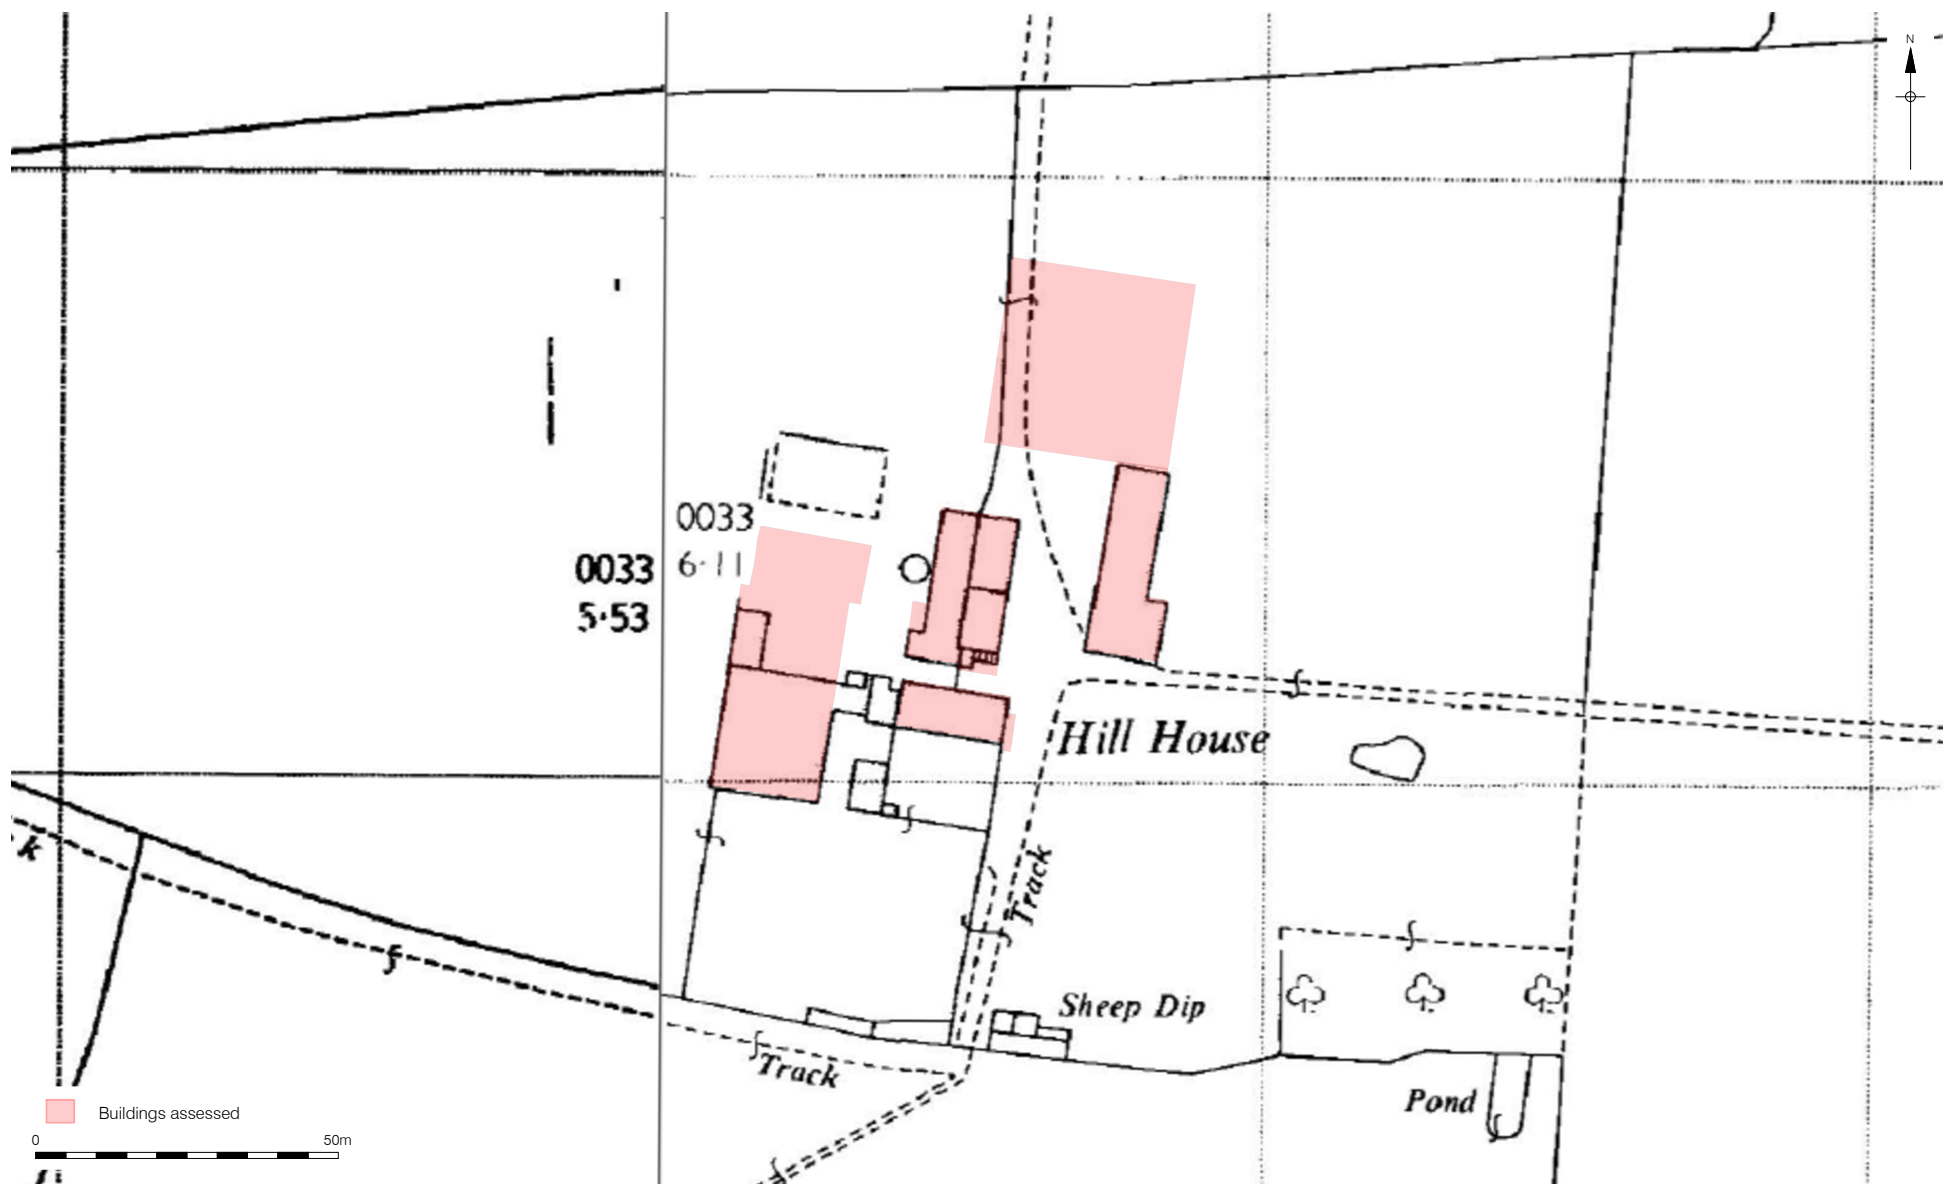 N
0033
6·11
0033
5·53
Hill House
k
Track
Sheep Dip
Track
Pond
Buildings assessed
0 50m